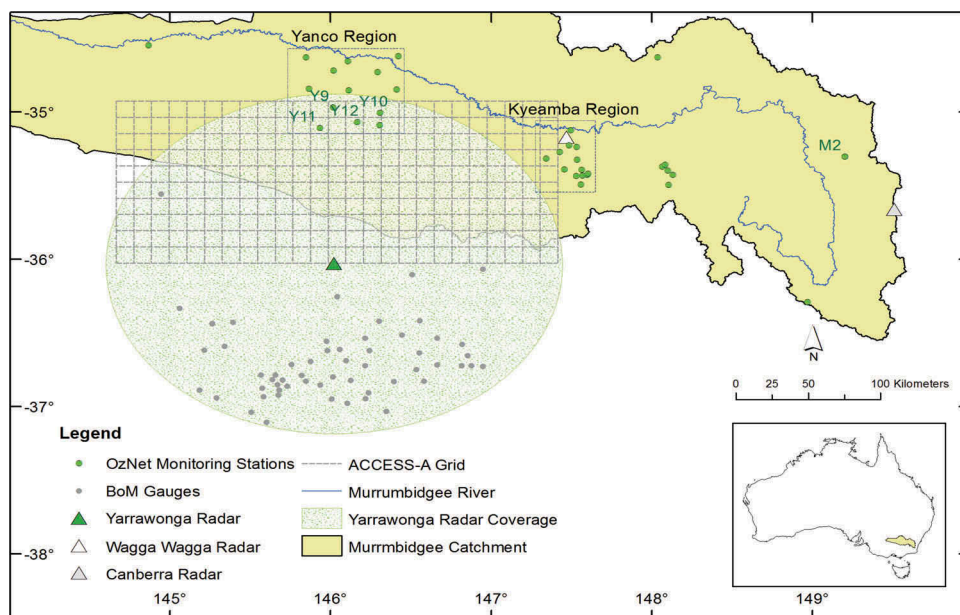 Yanco Region
-35
Y9
Y10
Y11
Y12
Kyeamba Region
M2
-36
N
0 25 50 100 Kilometers
-37
Legend
OzNet Monitoring Stations
ACCESS-A Grid
BoM Gauges
Murrumbidgee River
Yarrawonga Radar
Yarrawonga Radar Coverage
Wagga Wagga Radar
Murrmbidgee Catchment
Canberra Radar
-38
145° 146° 147° 148° 149°